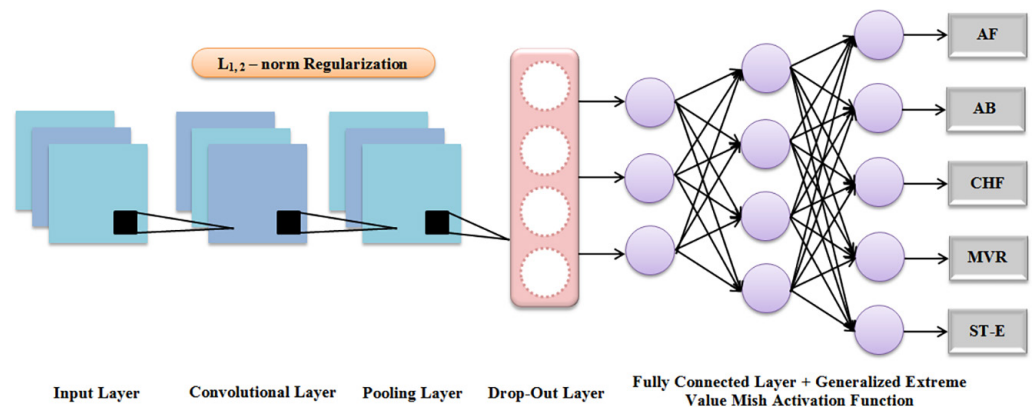 L1, 2 – norm Regularization
AF
AB
CHF
MVR
ST-E
Input Layer
Convolutional Layer
Pooling Layer
Drop-Out Layer
Fully Connected Layer + Generalized Extreme
Value Mish Activation Function